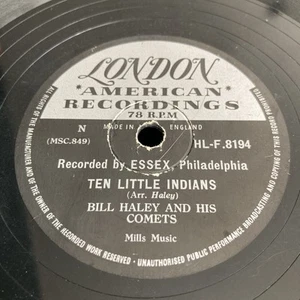 LONDON
"AMERICAN"
RECORDINGS
78 R.P.M
MADE IN ENGLAND
N
(MSC.849)
HL-F.8194
Recorded by ESSEX, Philadelphia
TEN LITTLE INDIANS
(Arr. Haley)
BILL HALEY AND HIS
COMETS
Mills Music
ALL RIGHTS OF THE MANUFACTURER AND OF THE OWNER OF THE RECORDED WORK RESERVED - UNAUTHORISED PUBLIC PERFORMANCE BROADCASTING AND COPYING OF THIS RECORD PROHIBITED